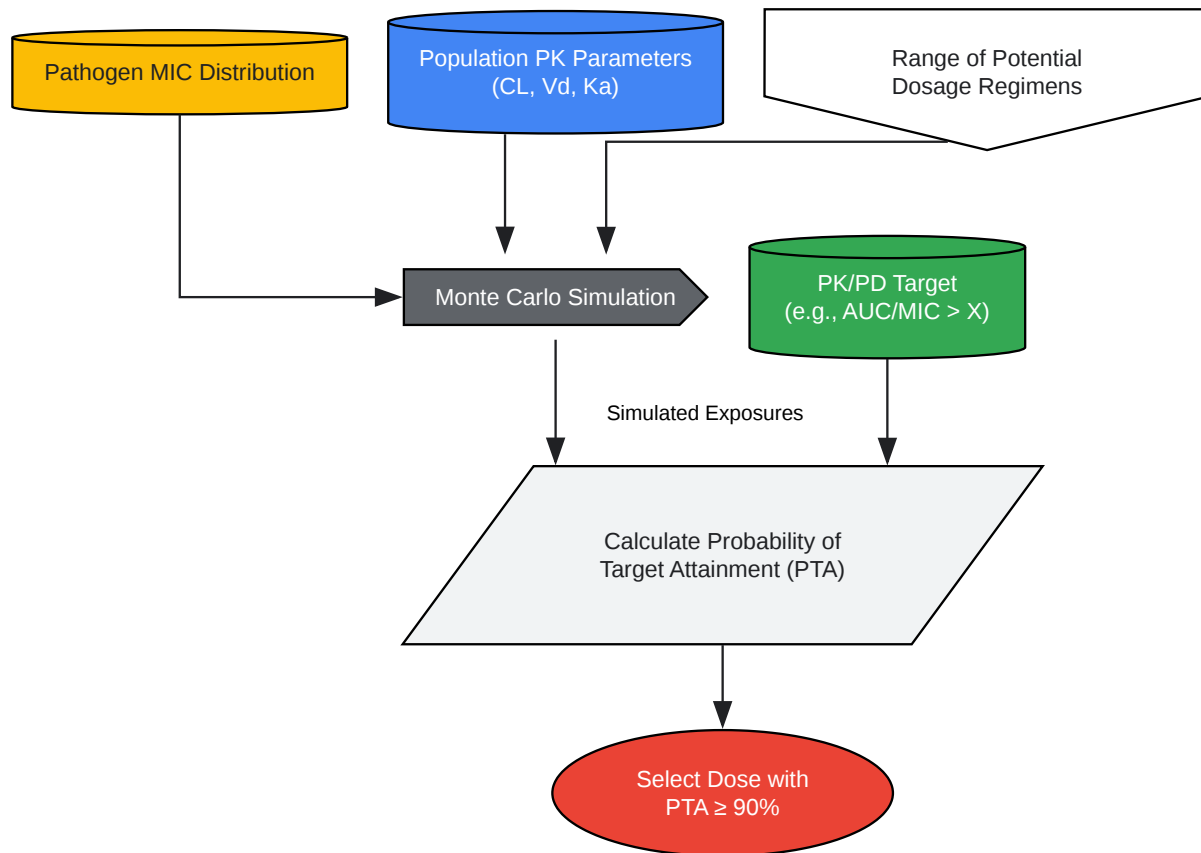 Pathogen MIC Distribution
Population PK Parameters
(CL, Vd, Ka)
Range of Potential
Dosage Regimens
Monte Carlo Simulation
PK/PD Target
(e.g., AUC/MIC > X)
Simulated Exposures
Calculate Probability of
Target Attainment (PTA)
Select Dose with
PTA ≥ 90%